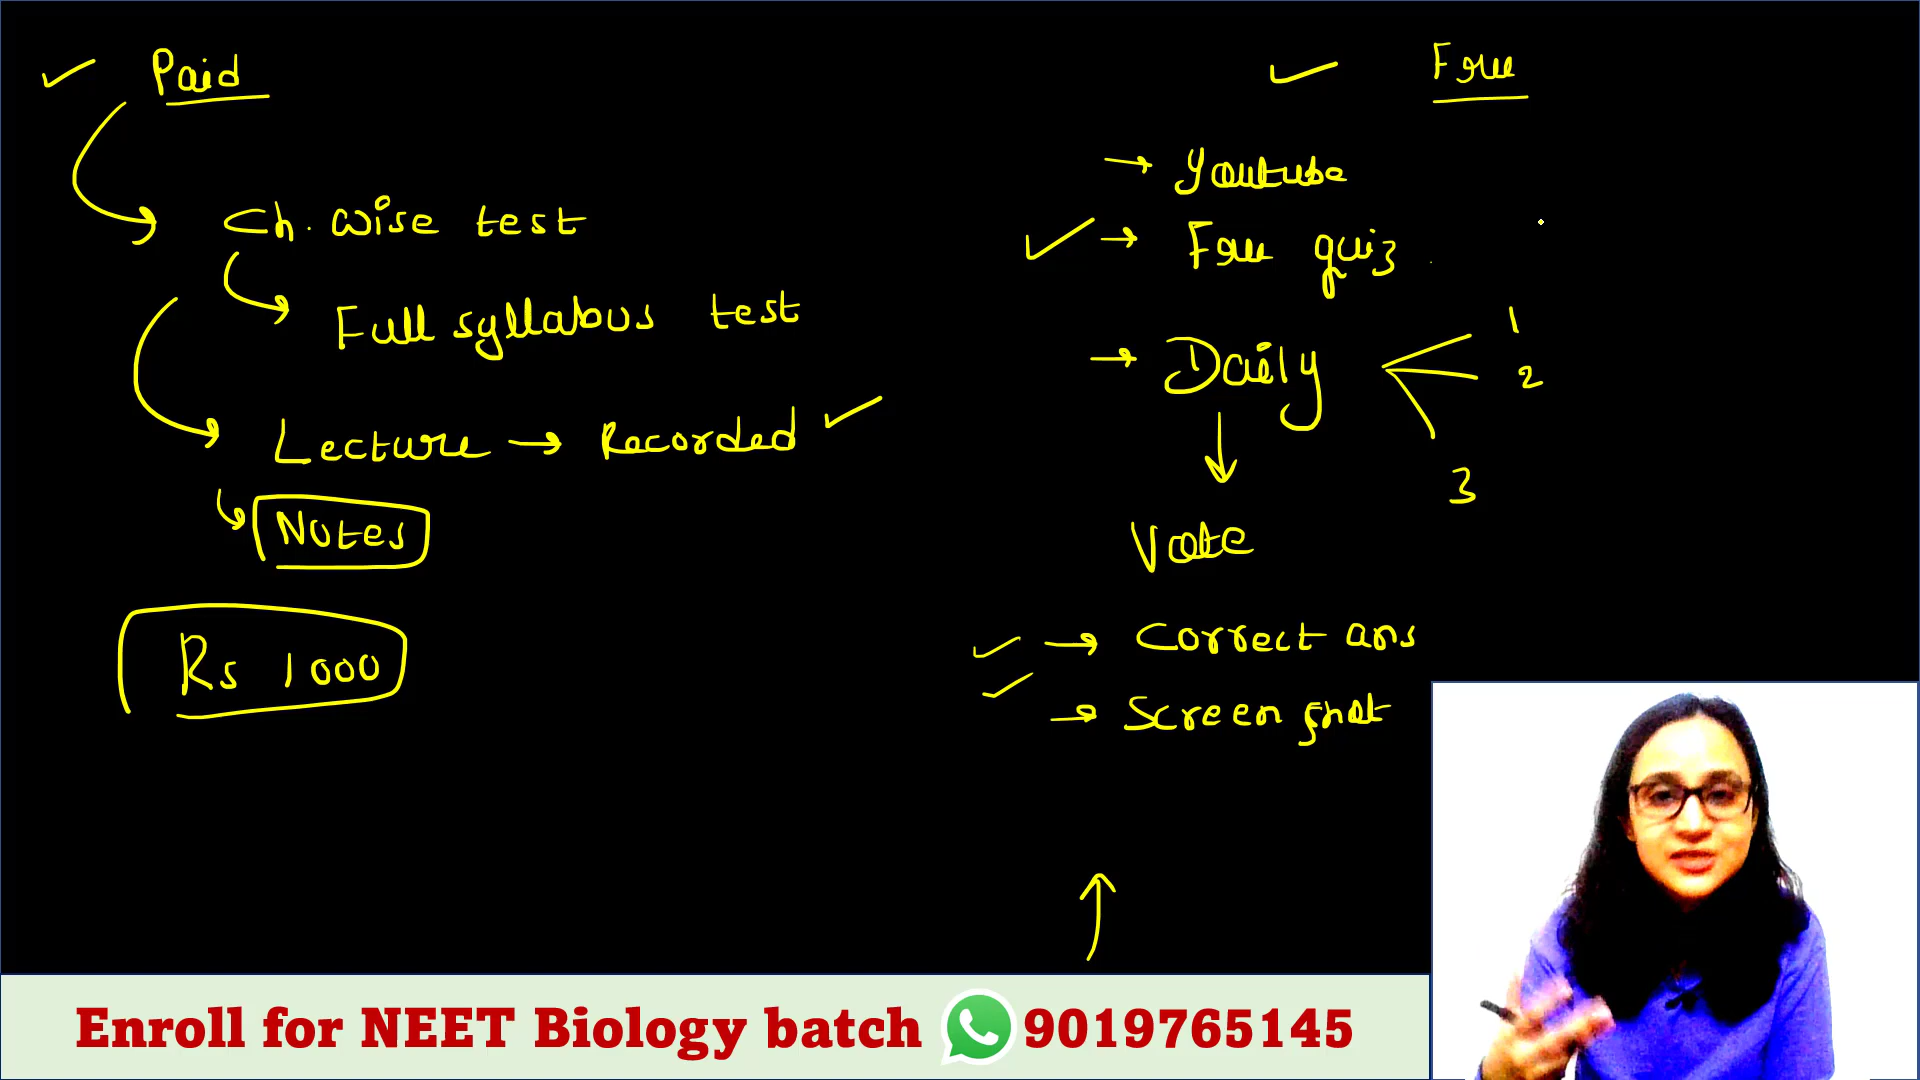 Paid
Ch. wise test
Full syllabus test
Lecture → Recorded
Notes
Rs 1000
Free
→ Youtube
→ Free quiz
→ Daily
1
2
3
Vote
→ Correct ans
→ Screen shot
Enroll for NEET Biology batch 9019765145